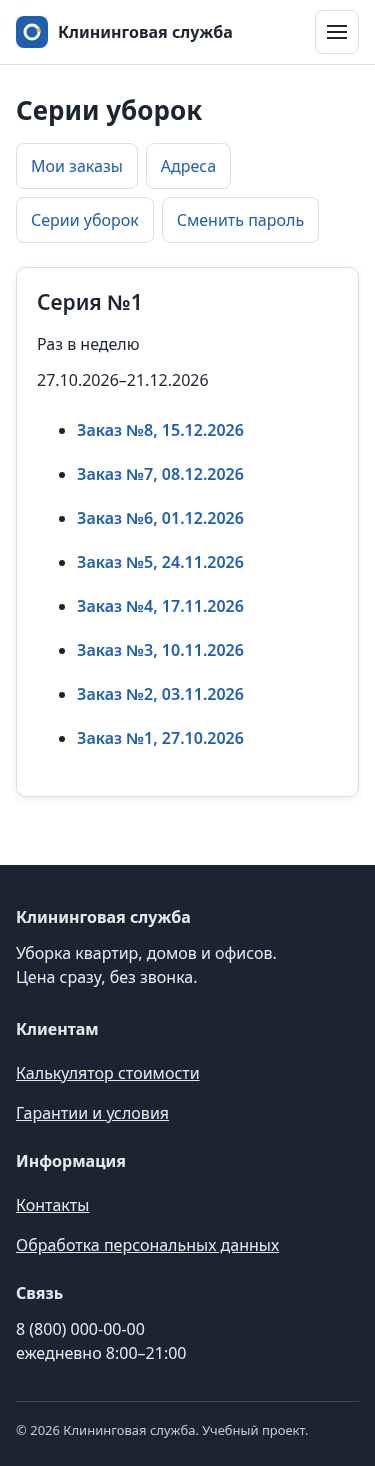 Клининговая служба
Серии уборок
Мои заказы
Адреса
Серии уборок
Сменить пароль
Серия №1
Раз в неделю
27.10.2026–21.12.2026
Заказ №8, 15.12.2026
Заказ №7, 08.12.2026
Заказ №6, 01.12.2026
Заказ №5, 24.11.2026
Заказ №4, 17.11.2026
Заказ №3, 10.11.2026
Заказ №2, 03.11.2026
Заказ №1, 27.10.2026
Клининговая служба
Уборка квартир, домов и офисов.
Цена сразу, без звонка.
Клиентам
Калькулятор стоимости
Гарантии и условия
Информация
Контакты
Обработка персональных данных
Связь
8 (800) 000-00-00
ежедневно 8:00–21:00
© 2026 Клининговая служба. Учебный проект.